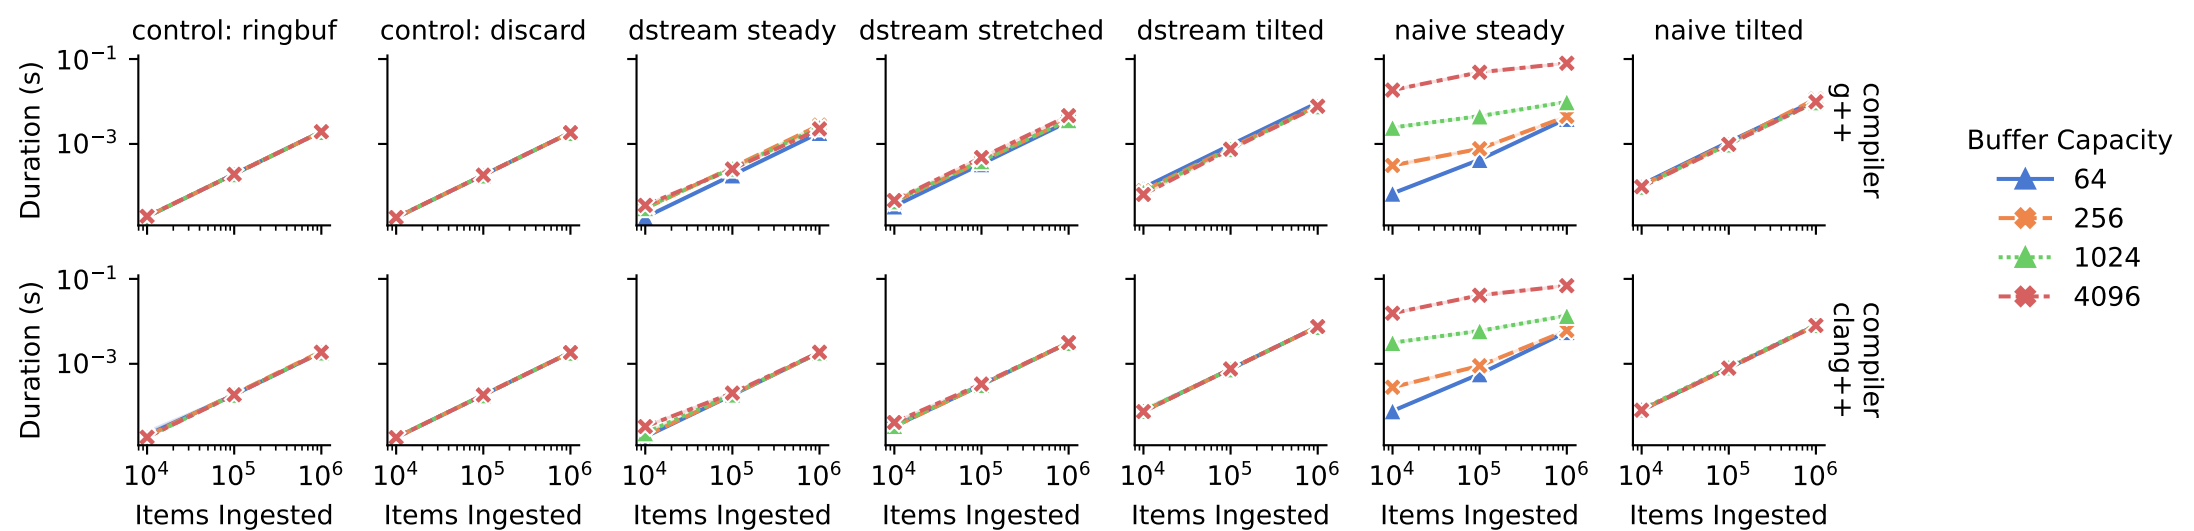 control: ringbuf
control: discard
dstream steady
dstream stretched
dstream tilted
naive steady
naive tilted
Duration (s)
10⁻¹
10⁻³
compiler
g++
Buffer Capacity
64
256
1024
4096
Duration (s)
10⁻¹
10⁻³
compiler
clang++
10⁴ 10⁵ 10⁶
10⁴ 10⁵ 10⁶
10⁴ 10⁵ 10⁶
10⁴ 10⁵ 10⁶
10⁴ 10⁵ 10⁶
10⁴ 10⁵ 10⁶
10⁴ 10⁵ 10⁶
Items Ingested
Items Ingested
Items Ingested
Items Ingested
Items Ingested
Items Ingested
Items Ingested